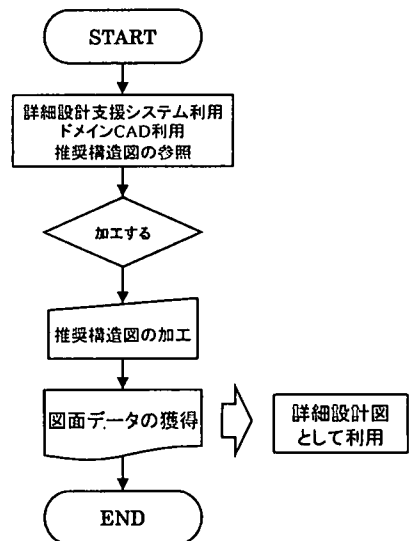 START
詳細設計支援システム利用
ドメインCAD利用
推奨構造図の参照
加工する
推奨構造図の加工
図面データの獲得
詳細設計図
として利用
END